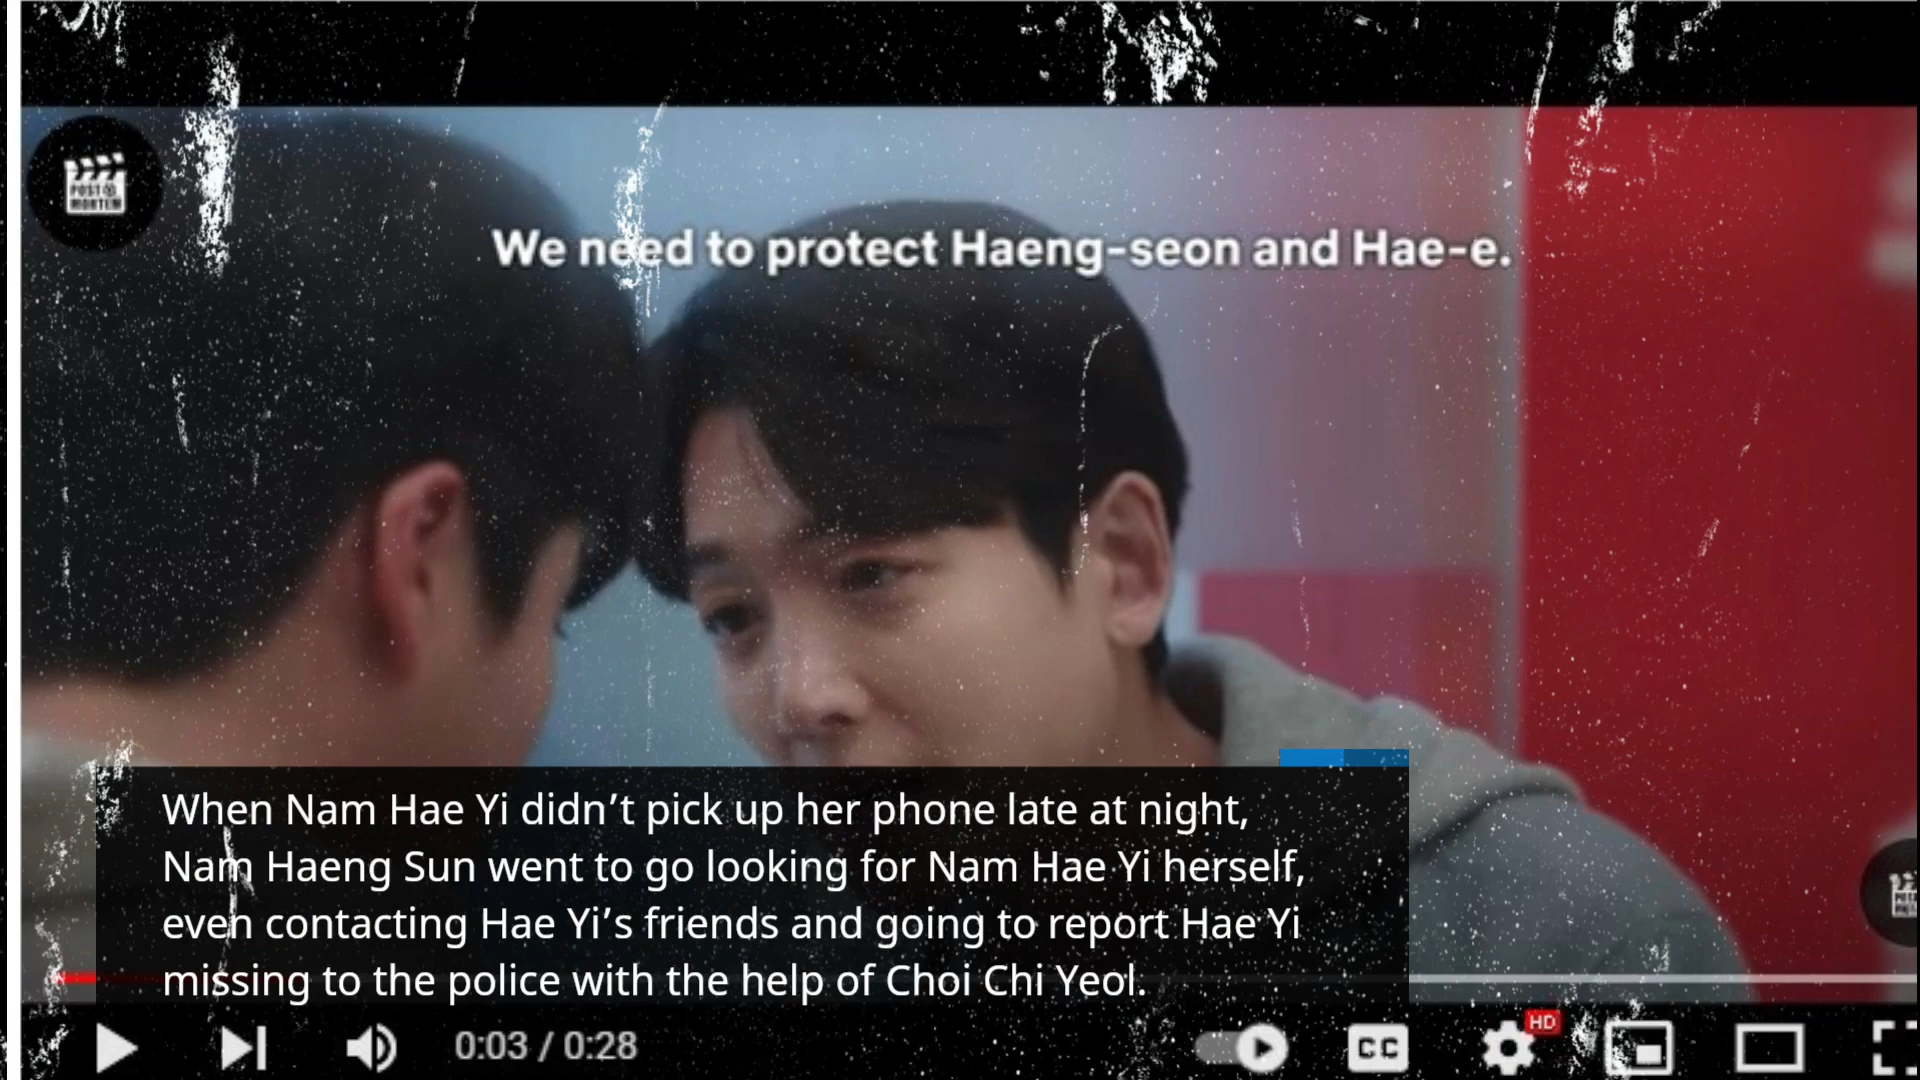 POST
MORTEM
We need to protect Haeng-seon and Hae-e.
When Nam Hae Yi didn’t pick up her phone late at night,
Nam Haeng Sun went to go looking for Nam Hae Yi herself,
even contacting Hae Yi’s friends and going to report Hae Yi
missing to the police with the help of Choi Chi Yeol.
0:03 / 0:28
CC
HD